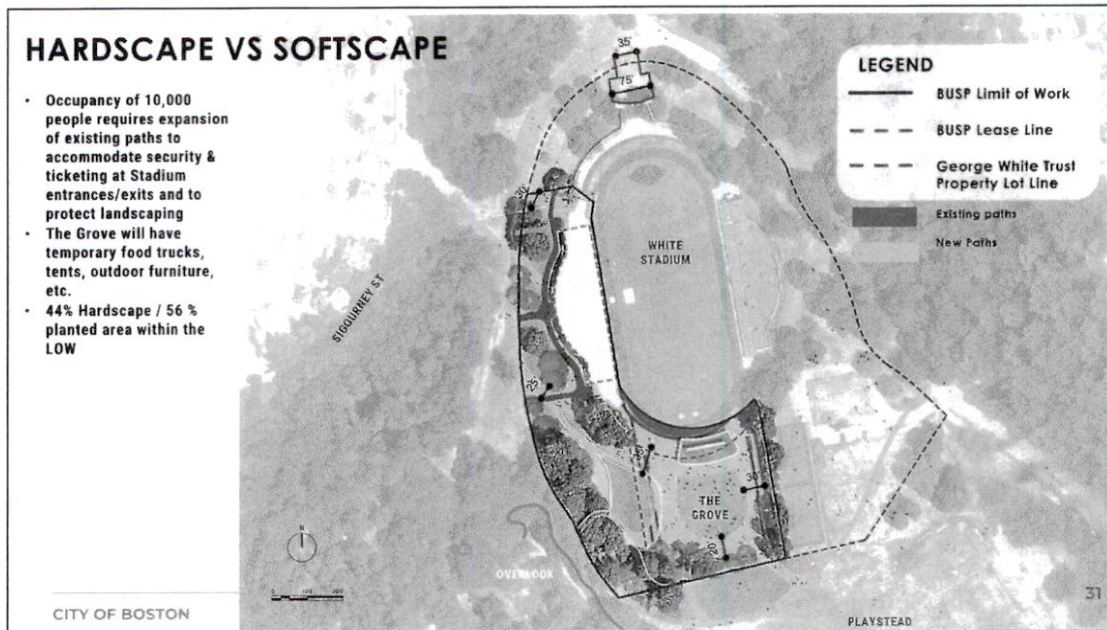 HARDSCAPE VS SOFTSCAPE
• Occupancy of 10,000
people requires expansion
of existing paths to
accommodate security &
ticketing at Stadium
entrances/exits and to
protect landscaping
• The Grove will have
temporary food trucks,
tents, outdoor furniture,
etc.
• 44% Hardscape / 56 %
planted area within the
LOW
35'
75'
LEGEND
BUSP Limit of Work
BUSP Lease Line
George White Trust
Property Lot Line
Existing paths
New Paths
30'
WHITE
STADIUM
SIGOURNEY ST
25'
30'
THE
GROVE
N
OVERLOOK
CITY OF BOSTON
PLAYSTEAD
31